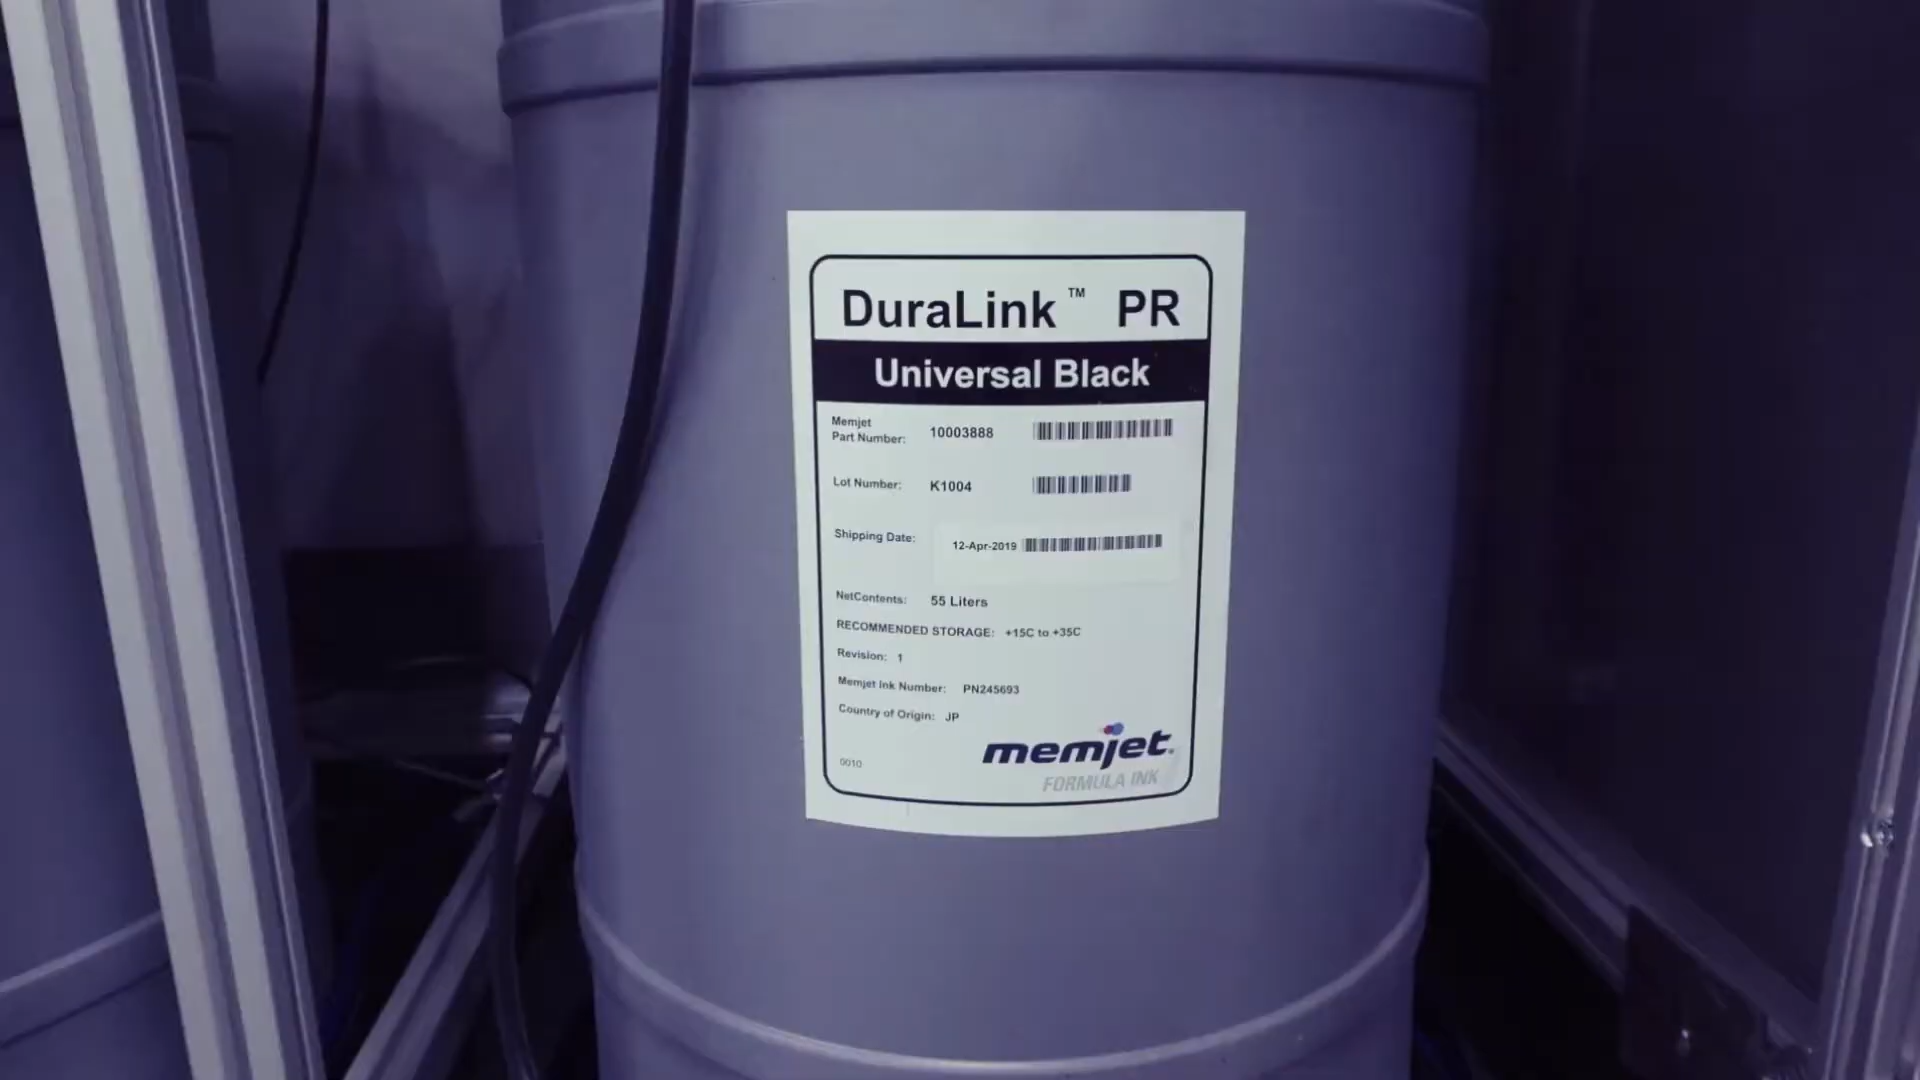 DuraLink™ PR
Universal Black
Memjet
Part Number: 10003888
Lot Number: K1004
Shipping Date: 12-Apr-2019
NetContents: 55 Liters
RECOMMENDED STORAGE: +15C to +35C
Revision: 1
Memjet Ink Number: PN245693
Country of Origin: JP
memjet.
FORMULA INK
0010